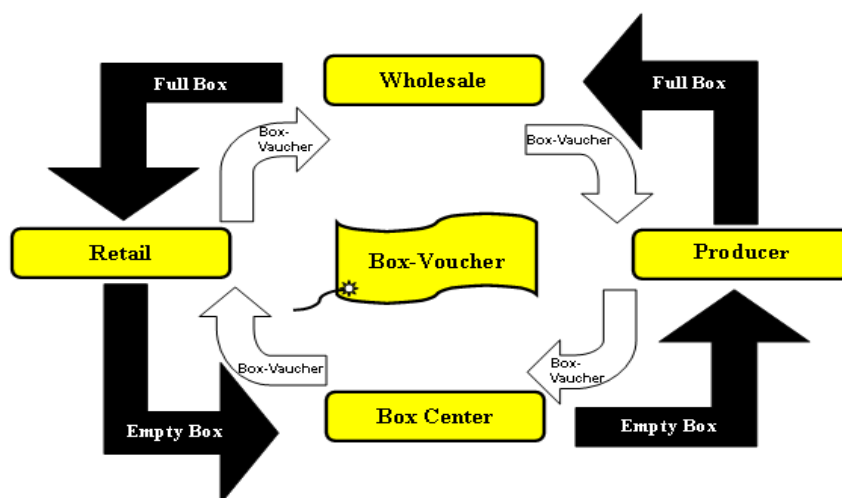 Wholesale
Full Box
Full Box
Box-
Vaucher
Box-Vaucher
Retail
Box-Voucher
Producer
Box-Vaucher
Box-
Vaucher
Box Center
Empty Box
Empty Box